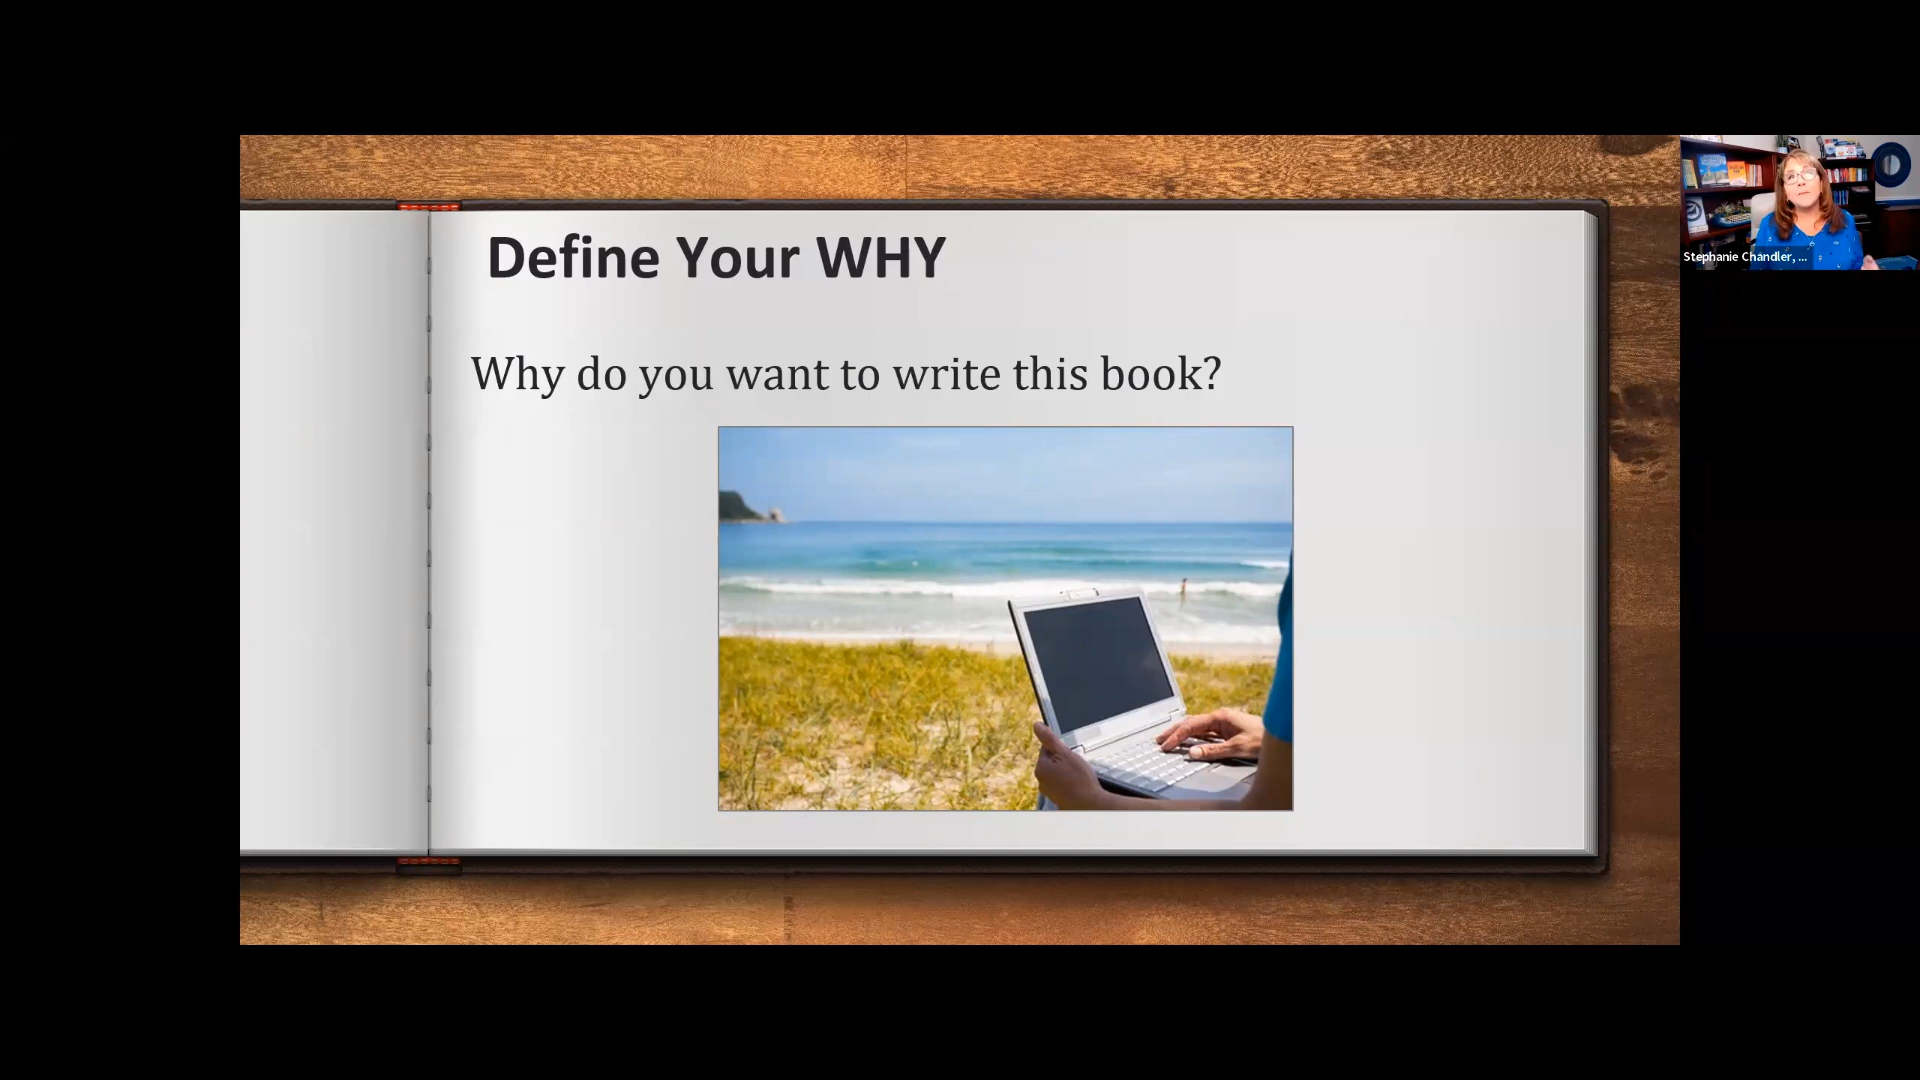 Define Your WHY
Why do you want to write this book?
Stephanie Chandler, ...